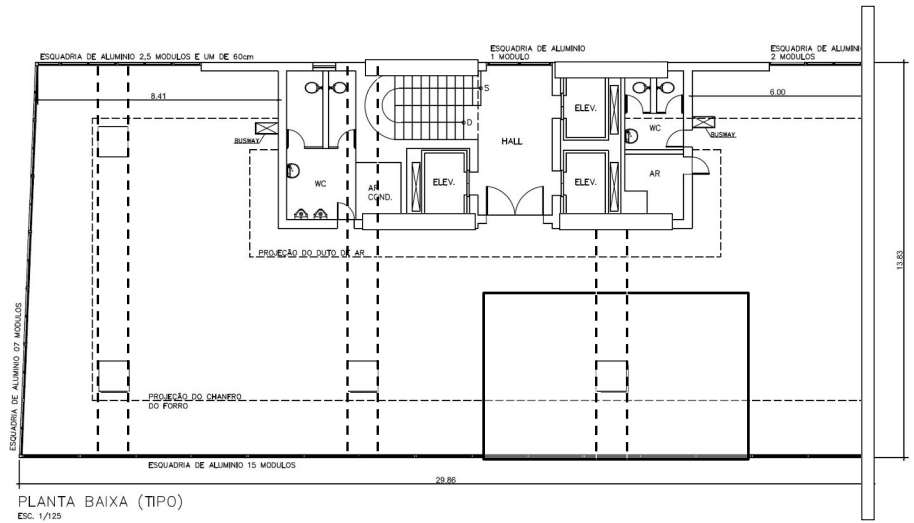 ESQUADRIA DE ALUMINIO 2,5 MODULOS E UM DE 60cm
ESQUADRIA DE ALUMINIO
1 MODULO
ESQUADRIA DE ALUMINI
2 MODULOS
8.41
6.00
S
D
ELEV.
HALL
WC
BUSWAY
BUSWAY
WC
AR
COND.
ELEV.
ELEV.
AR
PROJEÇÃO DO DUTO DE AR
13.83
ESQUADRIA DE ALUMINIO 07 MODULOS
PROJEÇÃO DO CHANFRO
DO FORRO
ESQUADRIA DE ALUMINIO 15 MODULOS
29.86
PLANTA BAIXA (TIPO)
ESC. 1/125